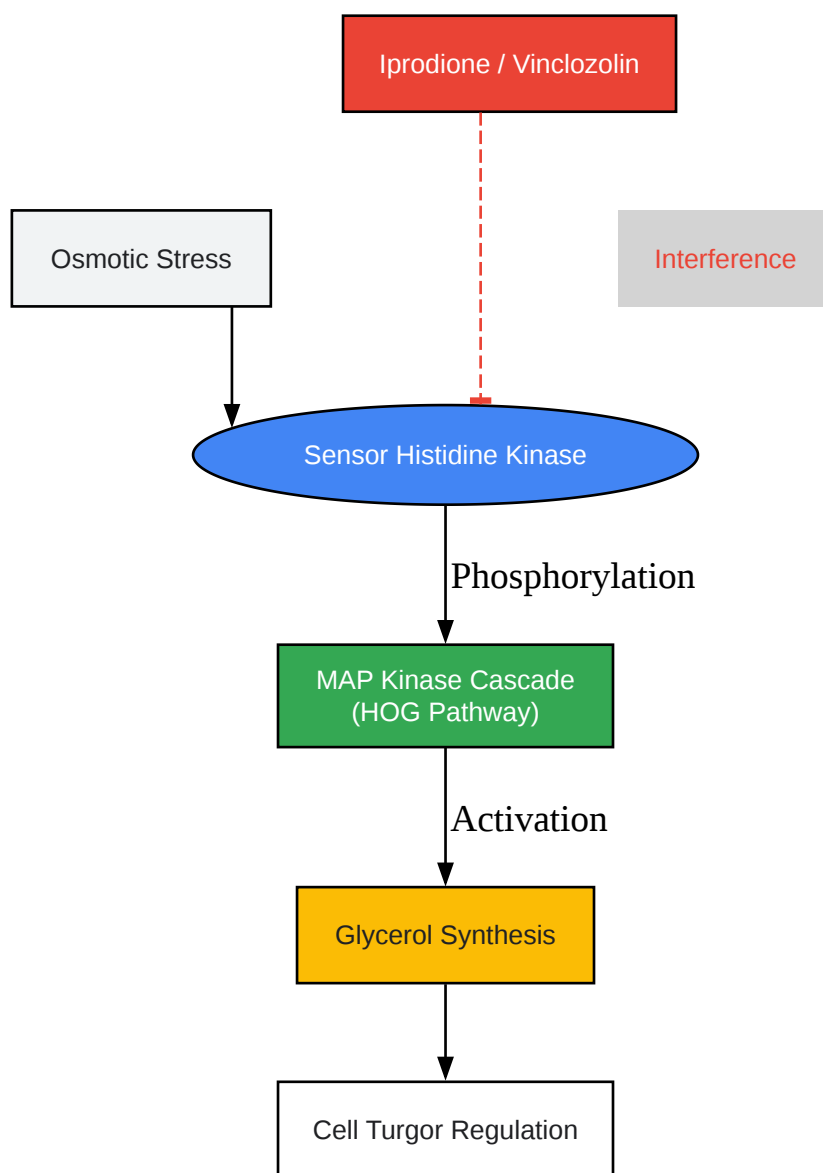 Iprodione / Vinclozolin
Osmotic Stress
Interference
Sensor Histidine Kinase
Phosphorylation
MAP Kinase Cascade
(HOG Pathway)
Activation
Glycerol Synthesis
Cell Turgor Regulation